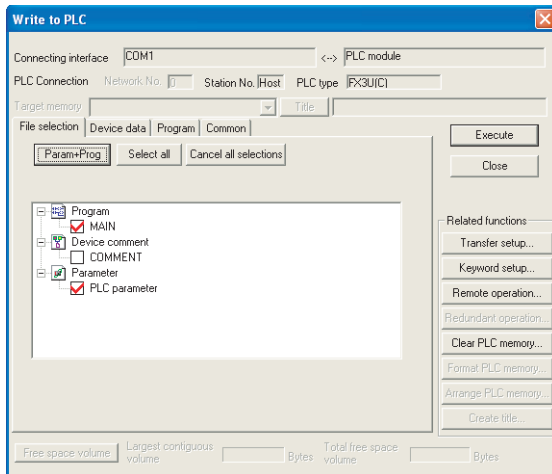 Write to PLC
Connecting interface COM1 <--> PLC module
PLC Connection Network No. 0 Station No. Host PLC type FX3U(C)
Target memory Title
File selection Device data Program Common
Execute
Param+Prog Select all Cancel all selections
Close
Program
MAIN
Device comment
COMMENT
Parameter
PLC parameter
Related functions
Transfer setup...
Keyword setup...
Remote operation...
Redundant operation...
Clear PLC memory...
Format PLC memory...
Arrange PLC memory...
Create title...
Free space volume Largest contiguous volume Bytes Total free space volume Bytes